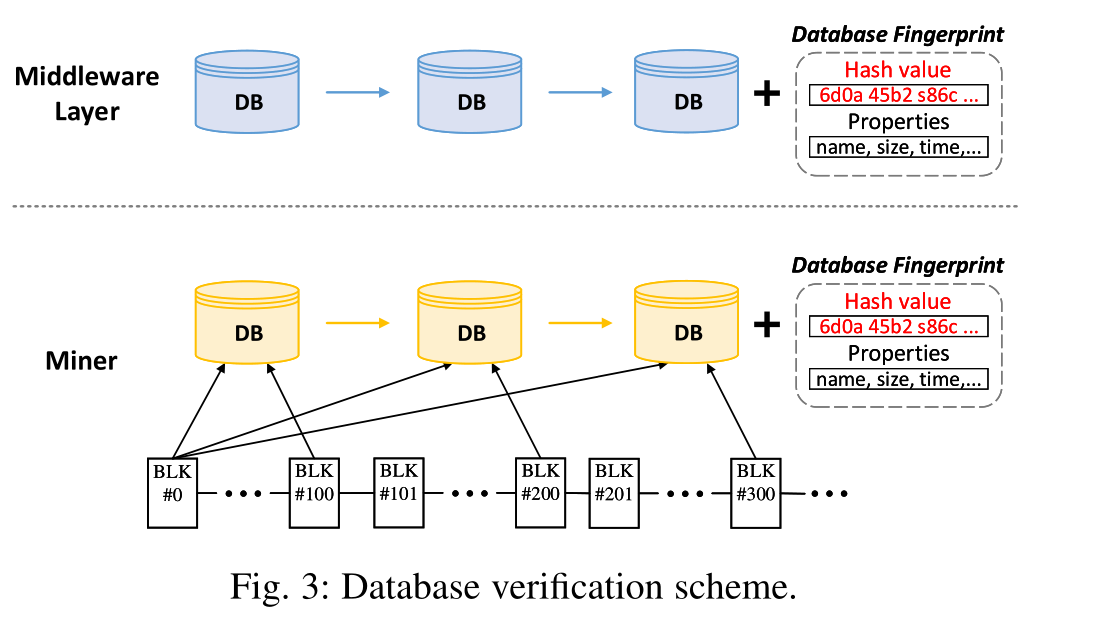 Database Fingerprint
Middleware
Layer
DB
DB
DB
+
Hash value
6d0a 45b2 s86c ...
Properties
name, size, time,...
Database Fingerprint
Miner
DB
DB
DB
+
Hash value
6d0a 45b2 s86c ...
Properties
name, size, time,...
BLK
#0
...
BLK
#100
BLK
#101
...
BLK
#200
BLK
#201
...
BLK
#300
...
Fig. 3: Database verification scheme.